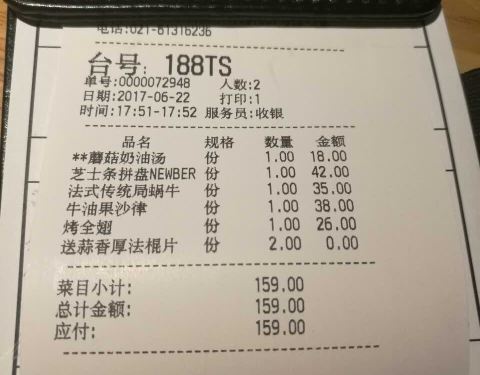 电话:021-61316236
台号: 188TS
单号:0000072948 人数:2
日期:2017-06-22 打印:1
时间:17:51-17:52 服务员:收银
品名 规格 数量 金额
**蘑菇奶油汤 份 1.00 18.00
芝士条拼盘NEWBER 份 1.00 42.00
法式传统局蜗牛 份 1.00 35.00
牛油果沙律 份 1.00 38.00
烤全翅 份 1.00 26.00
送蒜香厚法棍片 份 2.00 0.00
菜目小计: 159.00
总计金额: 159.00
应付: 159.00